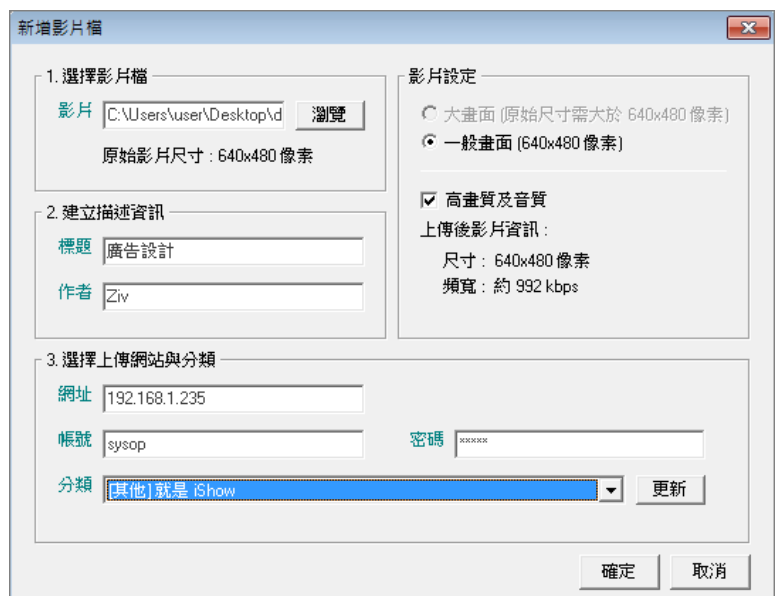 新增影片檔
1. 選擇影片檔
影片 C:\Users\user\Desktop\d 瀏覽
原始影片尺寸 : 640x480 像素
影片設定
大畫面 (原始尺寸需大於 640x480 像素)
一般畫面 (640x480 像素)
高畫質及音質
上傳後影片資訊 :
尺寸 : 640x480 像素
頻寬 : 約 992 kbps
2. 建立描述資訊
標題 廣告設計
作者 Ziv
3. 選擇上傳網站與分類
網址 192.168.1.235
帳號 sysop 密碼 *****
分類 [其他] 就是 iShow 更新
確定 取消